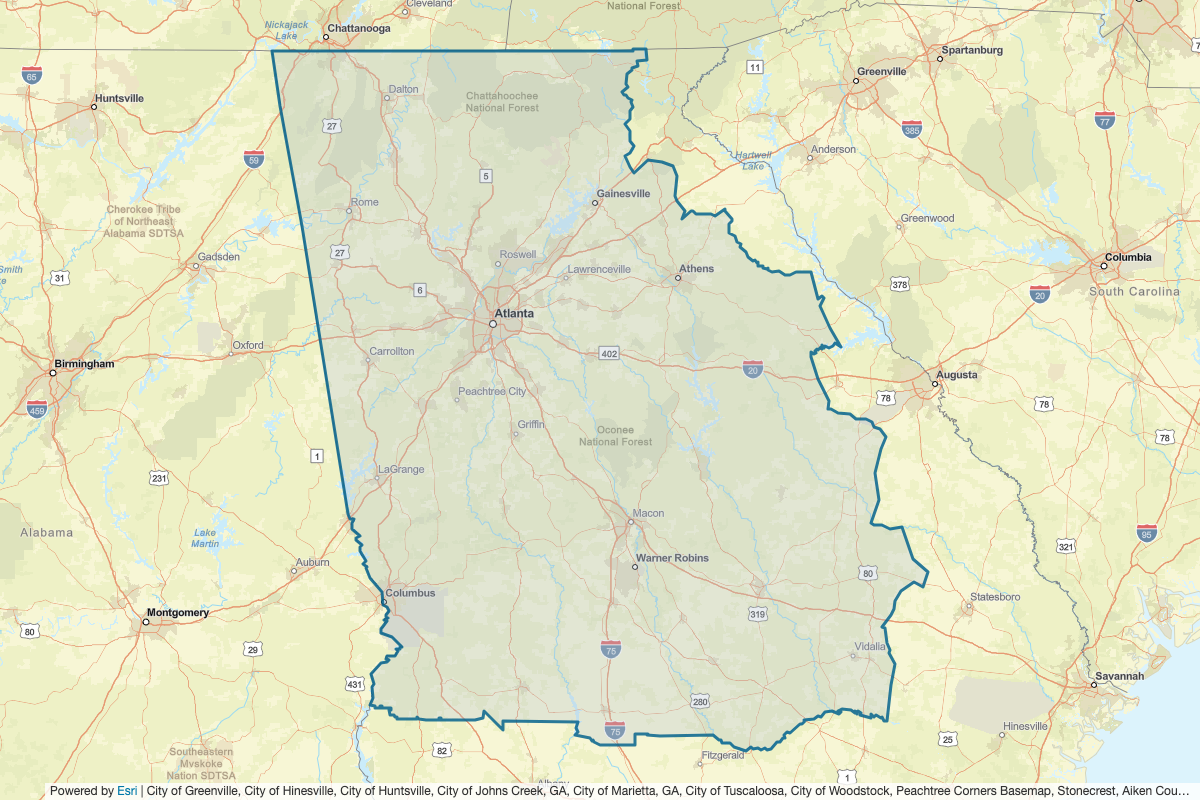 Cleveland
National Forest
Nickajack
Lake
Chattanooga
11
Spartanburg
65
Greenville
Huntsville
Dalton
Chattahoochee
National Forest
77
27
385
59
Anderson
Hartwell
Lake
5
Gainesville
Rome
Cherokee Tribe
of Northeast
Alabama SDTSA
Greenwood
27
Roswell
Gadsden
Lawrenceville
Athens
Columbia
31
378
6
20
South Carolina
Atlanta
Oxford
Carrollton
402
Birmingham
20
Augusta
Peachtree City
78
78
459
Griffin
Oconee
National Forest
78
1
LaGrange
231
Macon
Alabama
Lake
Martin
95
321
Warner Robins
Auburn
80
Columbus
Statesboro
Montgomery
319
80
29
75
Vidalla
431
Savannah
280
Hinesville
75
25
82
Southeastern
Mvskoke
Nation SDTSA
Fitzgerald
1
Albany
Powered by Esri | City of Greenville, City of Hinesville, City of Huntsville, City of Johns Creek, GA, City of Marietta, GA, City of Tuscaloosa, City of Woodstock, Peachtree Corners Basemap, Stonecrest, Aiken Cou…